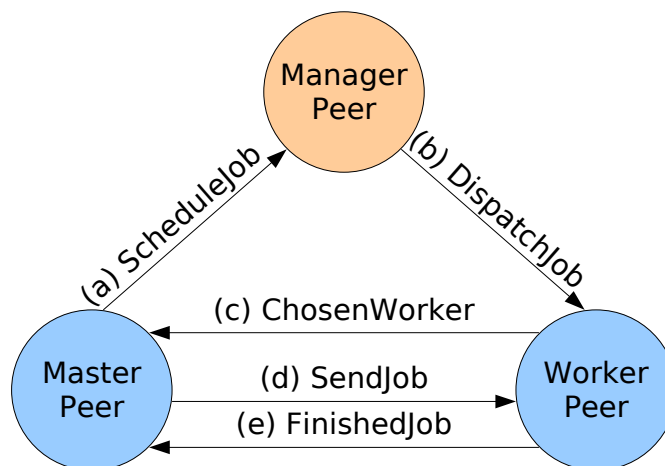 Manager
Peer
(a) ScheduleJob
(b) DispatchJob
(c) ChosenWorker
Master
Peer
(d) SendJob
Worker
Peer
(e) FinishedJob